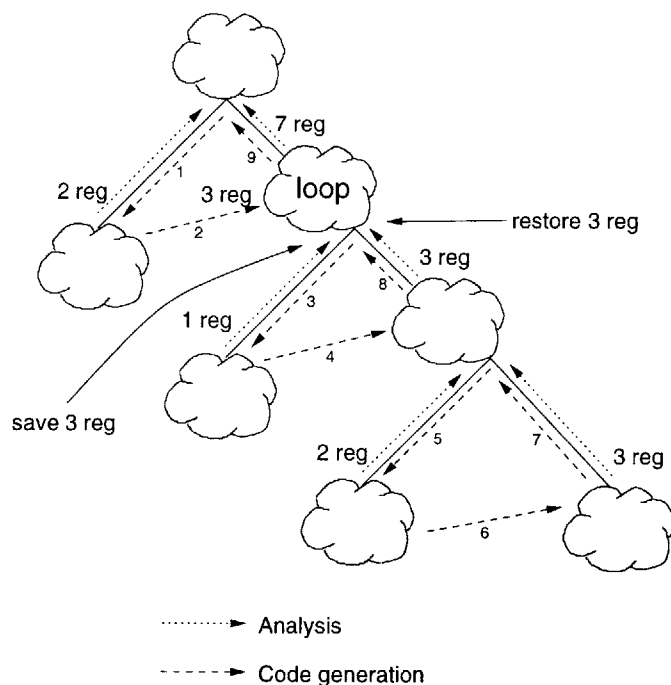 7 reg
1
9
2 reg
3 reg
loop
2
restore 3 reg
3 reg
3
8
1 reg
4
save 3 reg
2 reg
5
7
3 reg
6
Analysis
Code generation